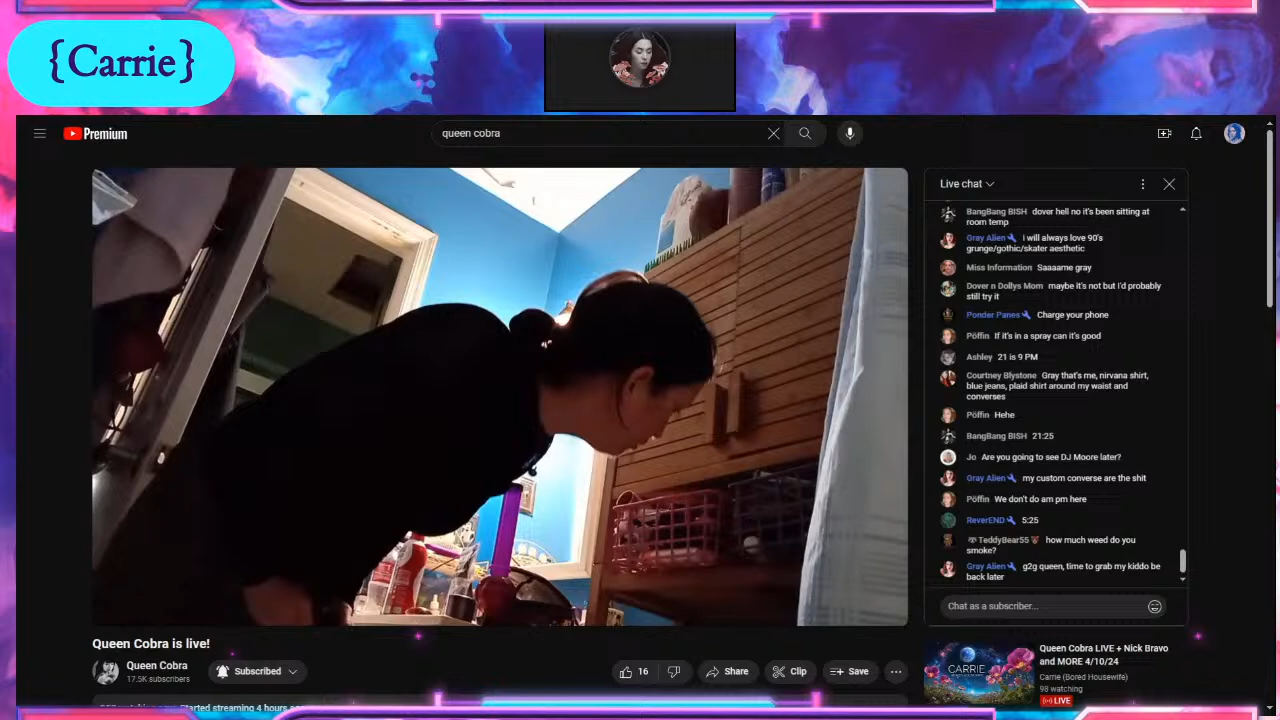 {Carrie}
Premium
queen cobra
Live chat
BangBang BISH dover hell no it's been sitting at
room temp
Gray Alien i will always love 90's
grunge/gothic/skater aesthetic
Miss Information Saaaame gray
Dover n Dollys Mom maybe it's not but I'd probably
still try it
Ponder Panes Charge your phone
Pöffin If it's in a spray can it's good
Ashley 21 is 9 PM
Courtney Blystone Gray that's me, nirvana shirt,
blue jeans, plaid shirt around my waist and
converses
Pöffin Hehe
BangBang BISH 21:25
Jo Are you going to see DJ Moore later?
Gray Alien my custom converse are the shit
Pöffin We don't do am pm here
ReverEND 5:25
TeddyBear55 how much weed do you
smoke?
Gray Alien g2g queen, time to grab my kiddo be
back later
Chat as a subscriber...
Queen Cobra is live!
Queen Cobra
17.5K subscribers
Subscribed
16
Share
Clip
Save
CARRIE
Queen Cobra LIVE + Nick Bravo
and MORE 4/10/24
Carrie (Bored Housewife)
98 watching
LIVE
Started streaming 4 hours